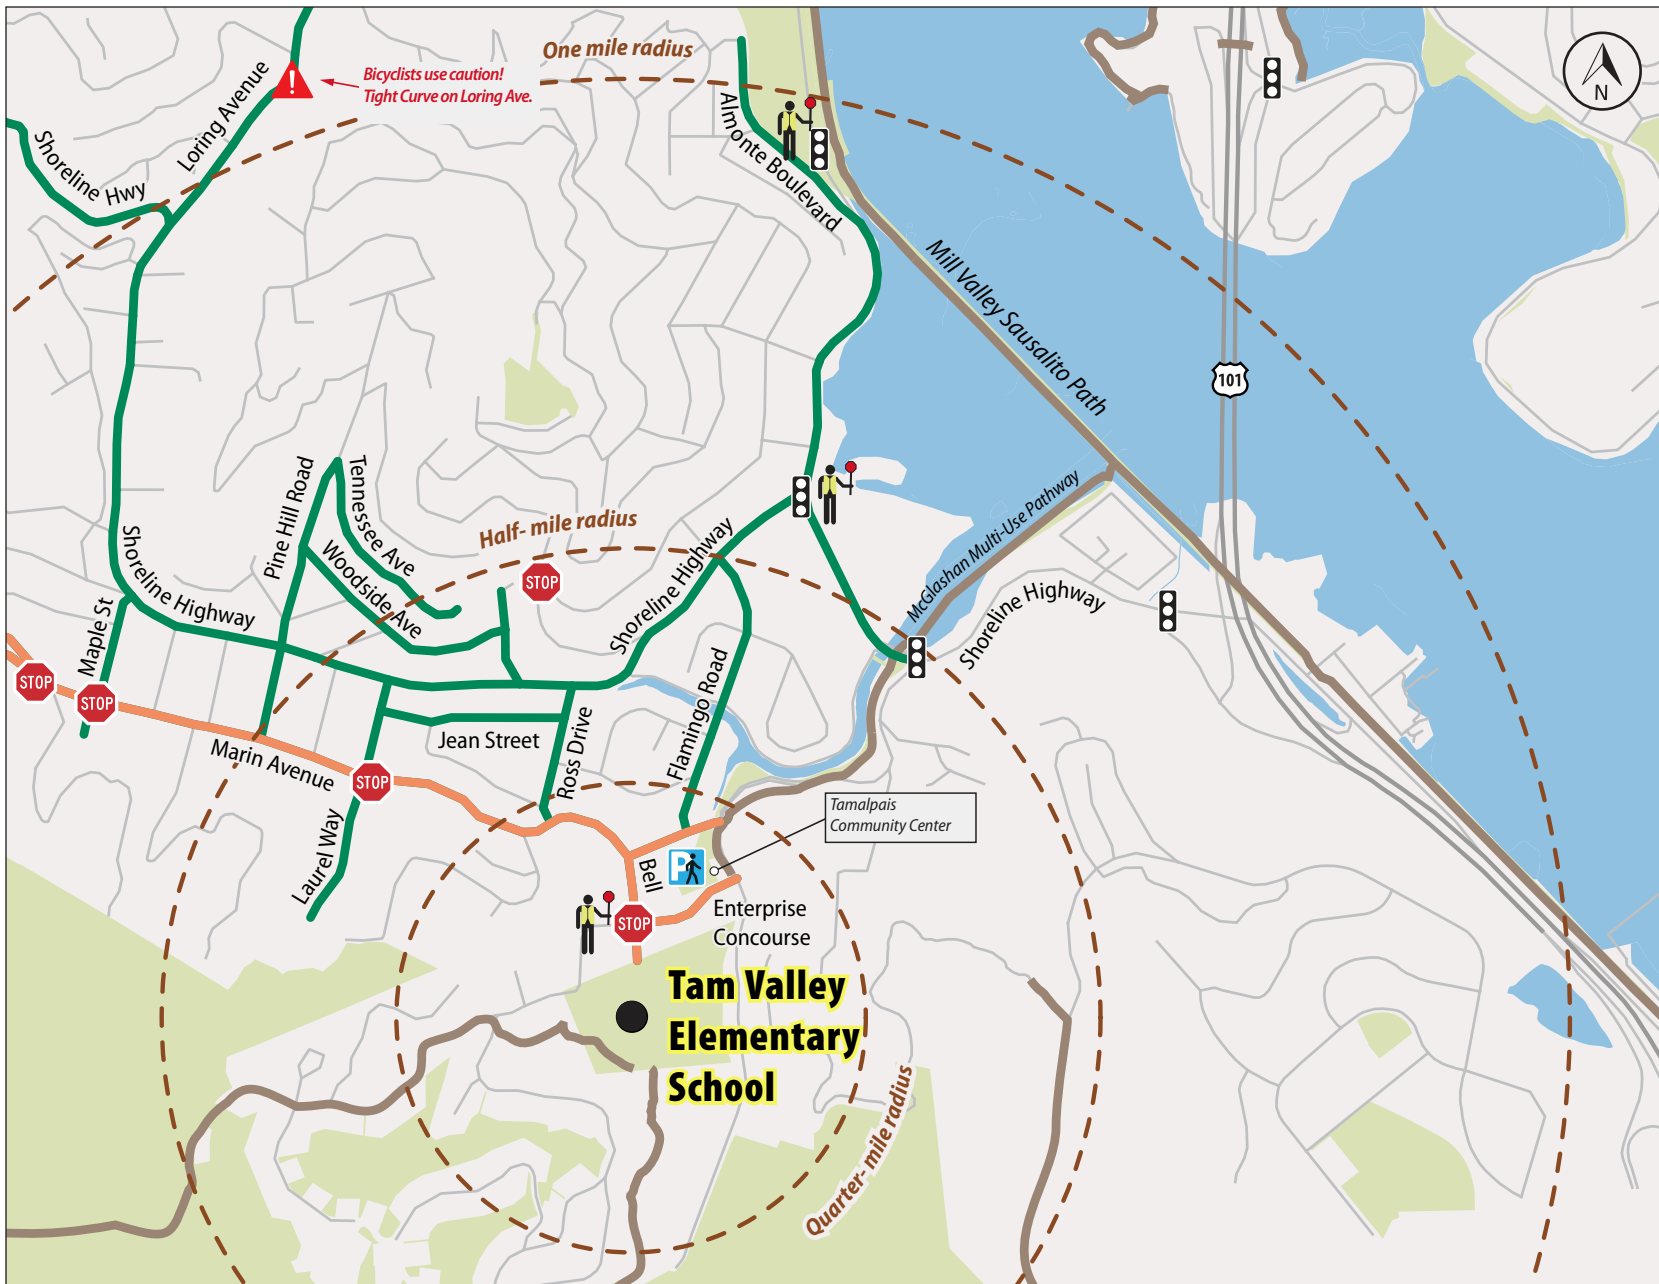 One mile radius
Bicyclists use caution!
Tight Curve on Loring Ave.
Loring Avenue
Shoreline Hwy
Almonte Boulevard
N
Mill Valley Sausalito Path
101
Half- mile radius
Pine Hill Road
Tennessee Ave
Woodside Ave
STOP
Shoreline Highway
Shoreline Highway
McGlashan Multi-Use Pathway
Shoreline Highway
Maple St
STOP
STOP
Marin Avenue
STOP
Jean Street
Ross Drive
Flamingo Road
Laurel Way
Tamalpais
Community Center
P
Bell
STOP
Enterprise
Concourse
Tam Valley
Elementary
School
Quarter- mile radius